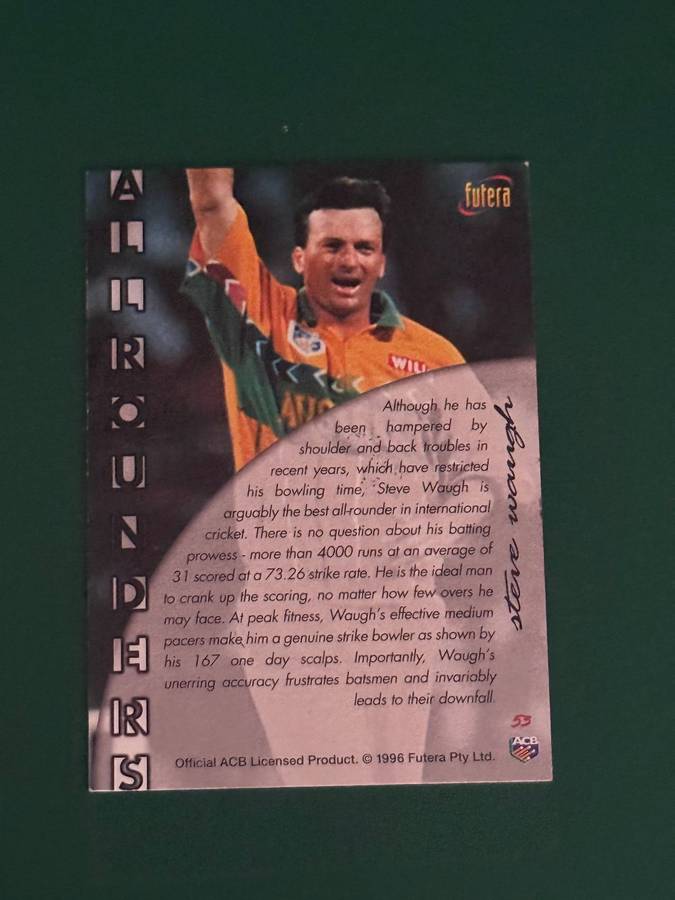 ALLROUNDERS
futera
WILL
Although he has
been hampered by
shoulder and back troubles in
recent years, which have restricted
his bowling time, Steve Waugh is
arguably the best all-rounder in international
cricket. There is no question about his batting
prowess - more than 4000 runs at an average of
31 scored at a 73.26 strike rate. He is the ideal man
to crank up the scoring, no matter how few overs he
may face. At peak fitness, Waugh's effective medium
pacers make him a genuine strike bowler as shown by
his 167 one day scalps. Importantly, Waugh's
unerring accuracy frustrates batsmen and invariably
leads to their downfall.
steve waugh
53
ACB
Official ACB Licensed Product. © 1996 Futera Pty Ltd.